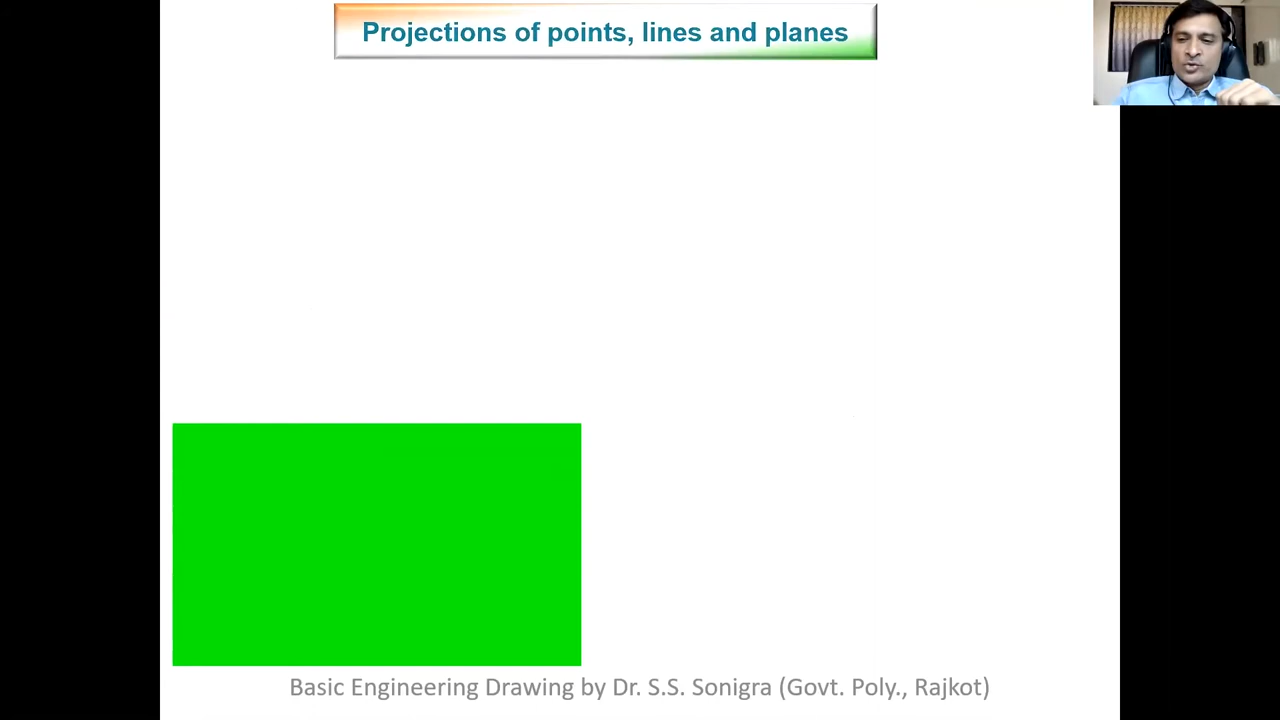 Projections of points, lines and planes
Basic Engineering Drawing by Dr. S.S. Sonigra (Govt. Poly., Rajkot)